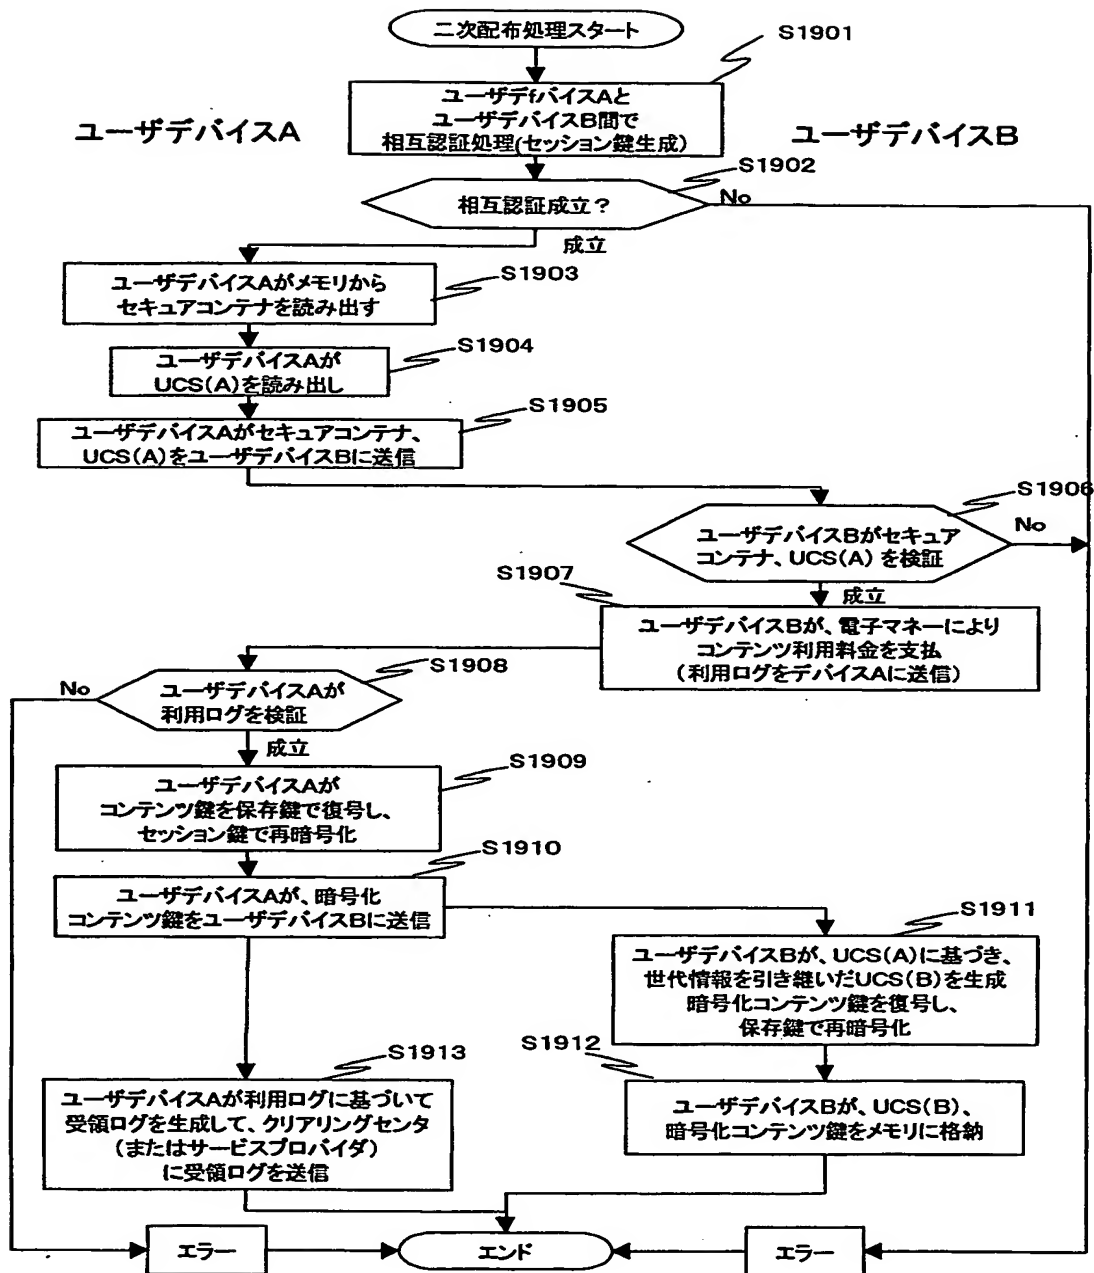 二次配布処理スタート
S1901
ユーザデfバイスAと
ユーザデバイスB間で
相互認証処理(セッション鍵生成)
ユーザデバイスA
ユーザデバイスB
S1902
相互認証成立?
No
成立
S1903
ユーザデバイスAがメモリから
セキュアコンテナを読み出す
S1904
ユーザデバイスAが
UCS(A)を読み出し
S1905
ユーザデバイスAがセキュアコンテナ、
UCS(A)をユーザデバイスBに送信
S1906
ユーザデバイスBがセキュア
コンテナ、UCS(A)を検証
No
成立
S1907
ユーザデバイスBが、電子マネーにより
コンテンツ利用料金を支払
(利用ログをデバイスAに送信)
S1908
ユーザデバイスAが
利用ログを検証
No
成立
S1909
ユーザデバイスAが
コンテンツ鍵を保存鍵で復号し、
セッション鍵で再暗号化
S1910
ユーザデバイスAが、暗号化
コンテンツ鍵をユーザデバイスBに送信
S1911
ユーザデバイスBが、UCS(A)に基づき、
世代情報を引き継いだUCS(B)を生成
暗号化コンテンツ鍵を復号し、
保存鍵で再暗号化
S1912
ユーザデバイスBが、UCS(B)、
暗号化コンテンツ鍵をメモリに格納
S1913
ユーザデバイスAが利用ログに基づいて
受領ログを生成して、クリアリングセンタ
(またはサービスプロバイダ)
に受領ログを送信
エラー
エンド
エラー